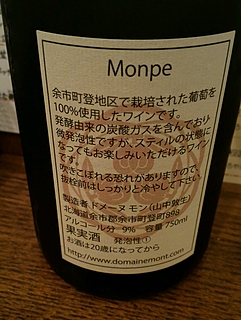 Monpe
余市町登地区で栽培された葡萄を
100%使用したワインです。
発酵由来の炭酸ガスを含んでおり
微発泡性ですが、スティルの状態に
なってもお楽しみいただけるワイン
です。
吹きこぼれる恐れがありますので、
抜栓前はしっかりと冷やして下さい。
製造者 ドメーヌ モン（山中敦生）
北海道余市郡余市町登町898
アルコール分 9% 容量750ml
果実酒 発泡性①
お酒は20歳になってから
http://www.domainemont.com/